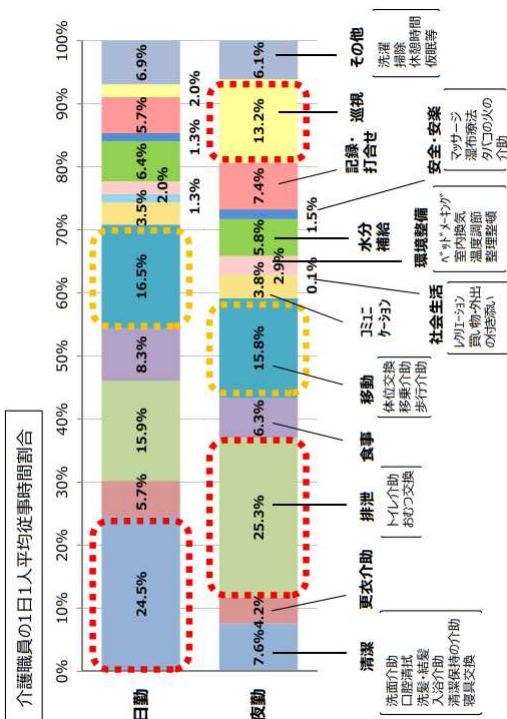 介護職員の1日1人平均従事時間割合
0% 10% 20% 30% 40% 50% 60% 70% 80% 90% 100%
日勤
24.5% 5.7% 15.9% 8.3% 16.5% 3.5% 1.3% 2.0% 6.4% 1.3% 5.7% 2.0% 6.9%
夜勤
7.6% 4.2% 25.3% 6.3% 15.8% 3.8% 0.1% 2.9% 5.8% 1.5% 7.4% 13.2% 6.1%
清潔
洗面介助
口腔清拭
洗髪・結髪
入浴介助
清潔保持の介助
寝具交換
更衣介助
排泄
トイレ介助
おむつ交換
食事
移動
体位交換
移乗介助
歩行介助
コミュニ
ケーション
社会生活
レクリエーション
買い物・外出
の付き添い
環境整備
ベッドメーキング
室内換気
温度調節
整理整頓
水分
補給
安全・安楽
マッサージ
湿布療法
タバコの火の
介助
記録・
打合せ
巡視
その他
洗濯
掃除
休憩時間
仮眠等